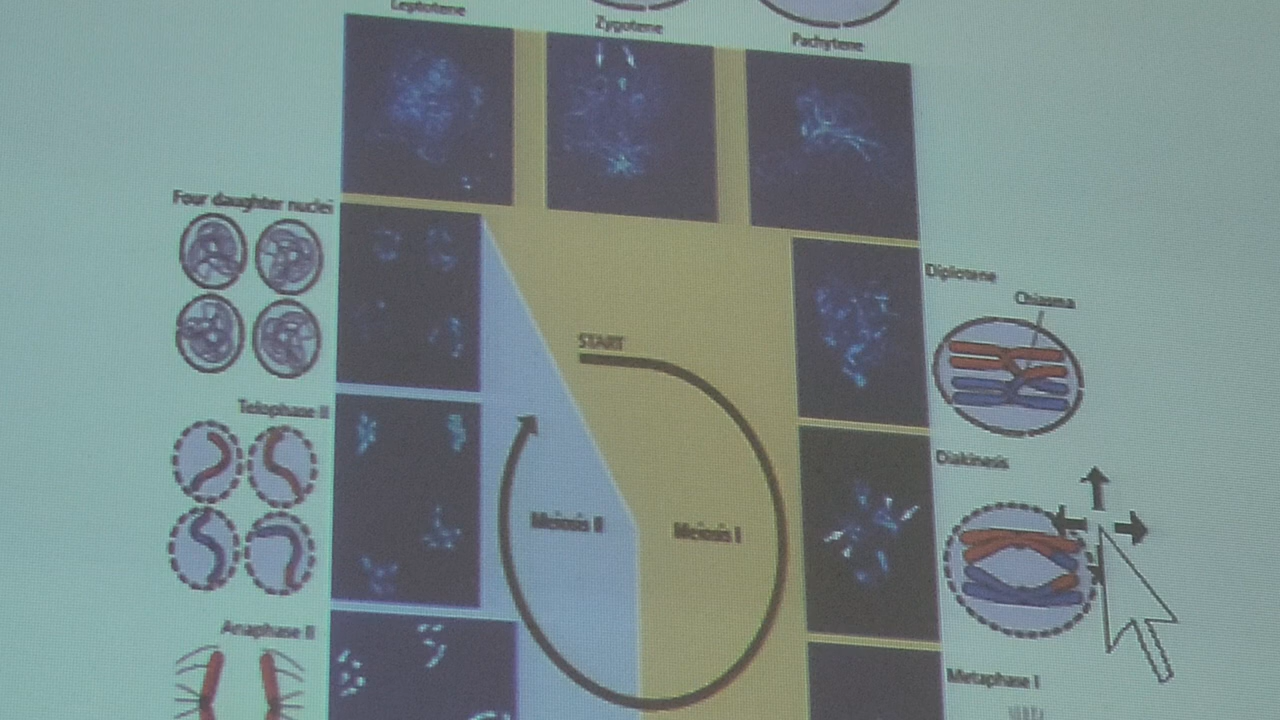 Leptotene
Zygotene
Pachytene
Four daughter nuclei
Diplotene
Chiasma
START
Telophase II
Diakinesis
Meiosis II
Meiosis I
Anaphase II
Metaphase I